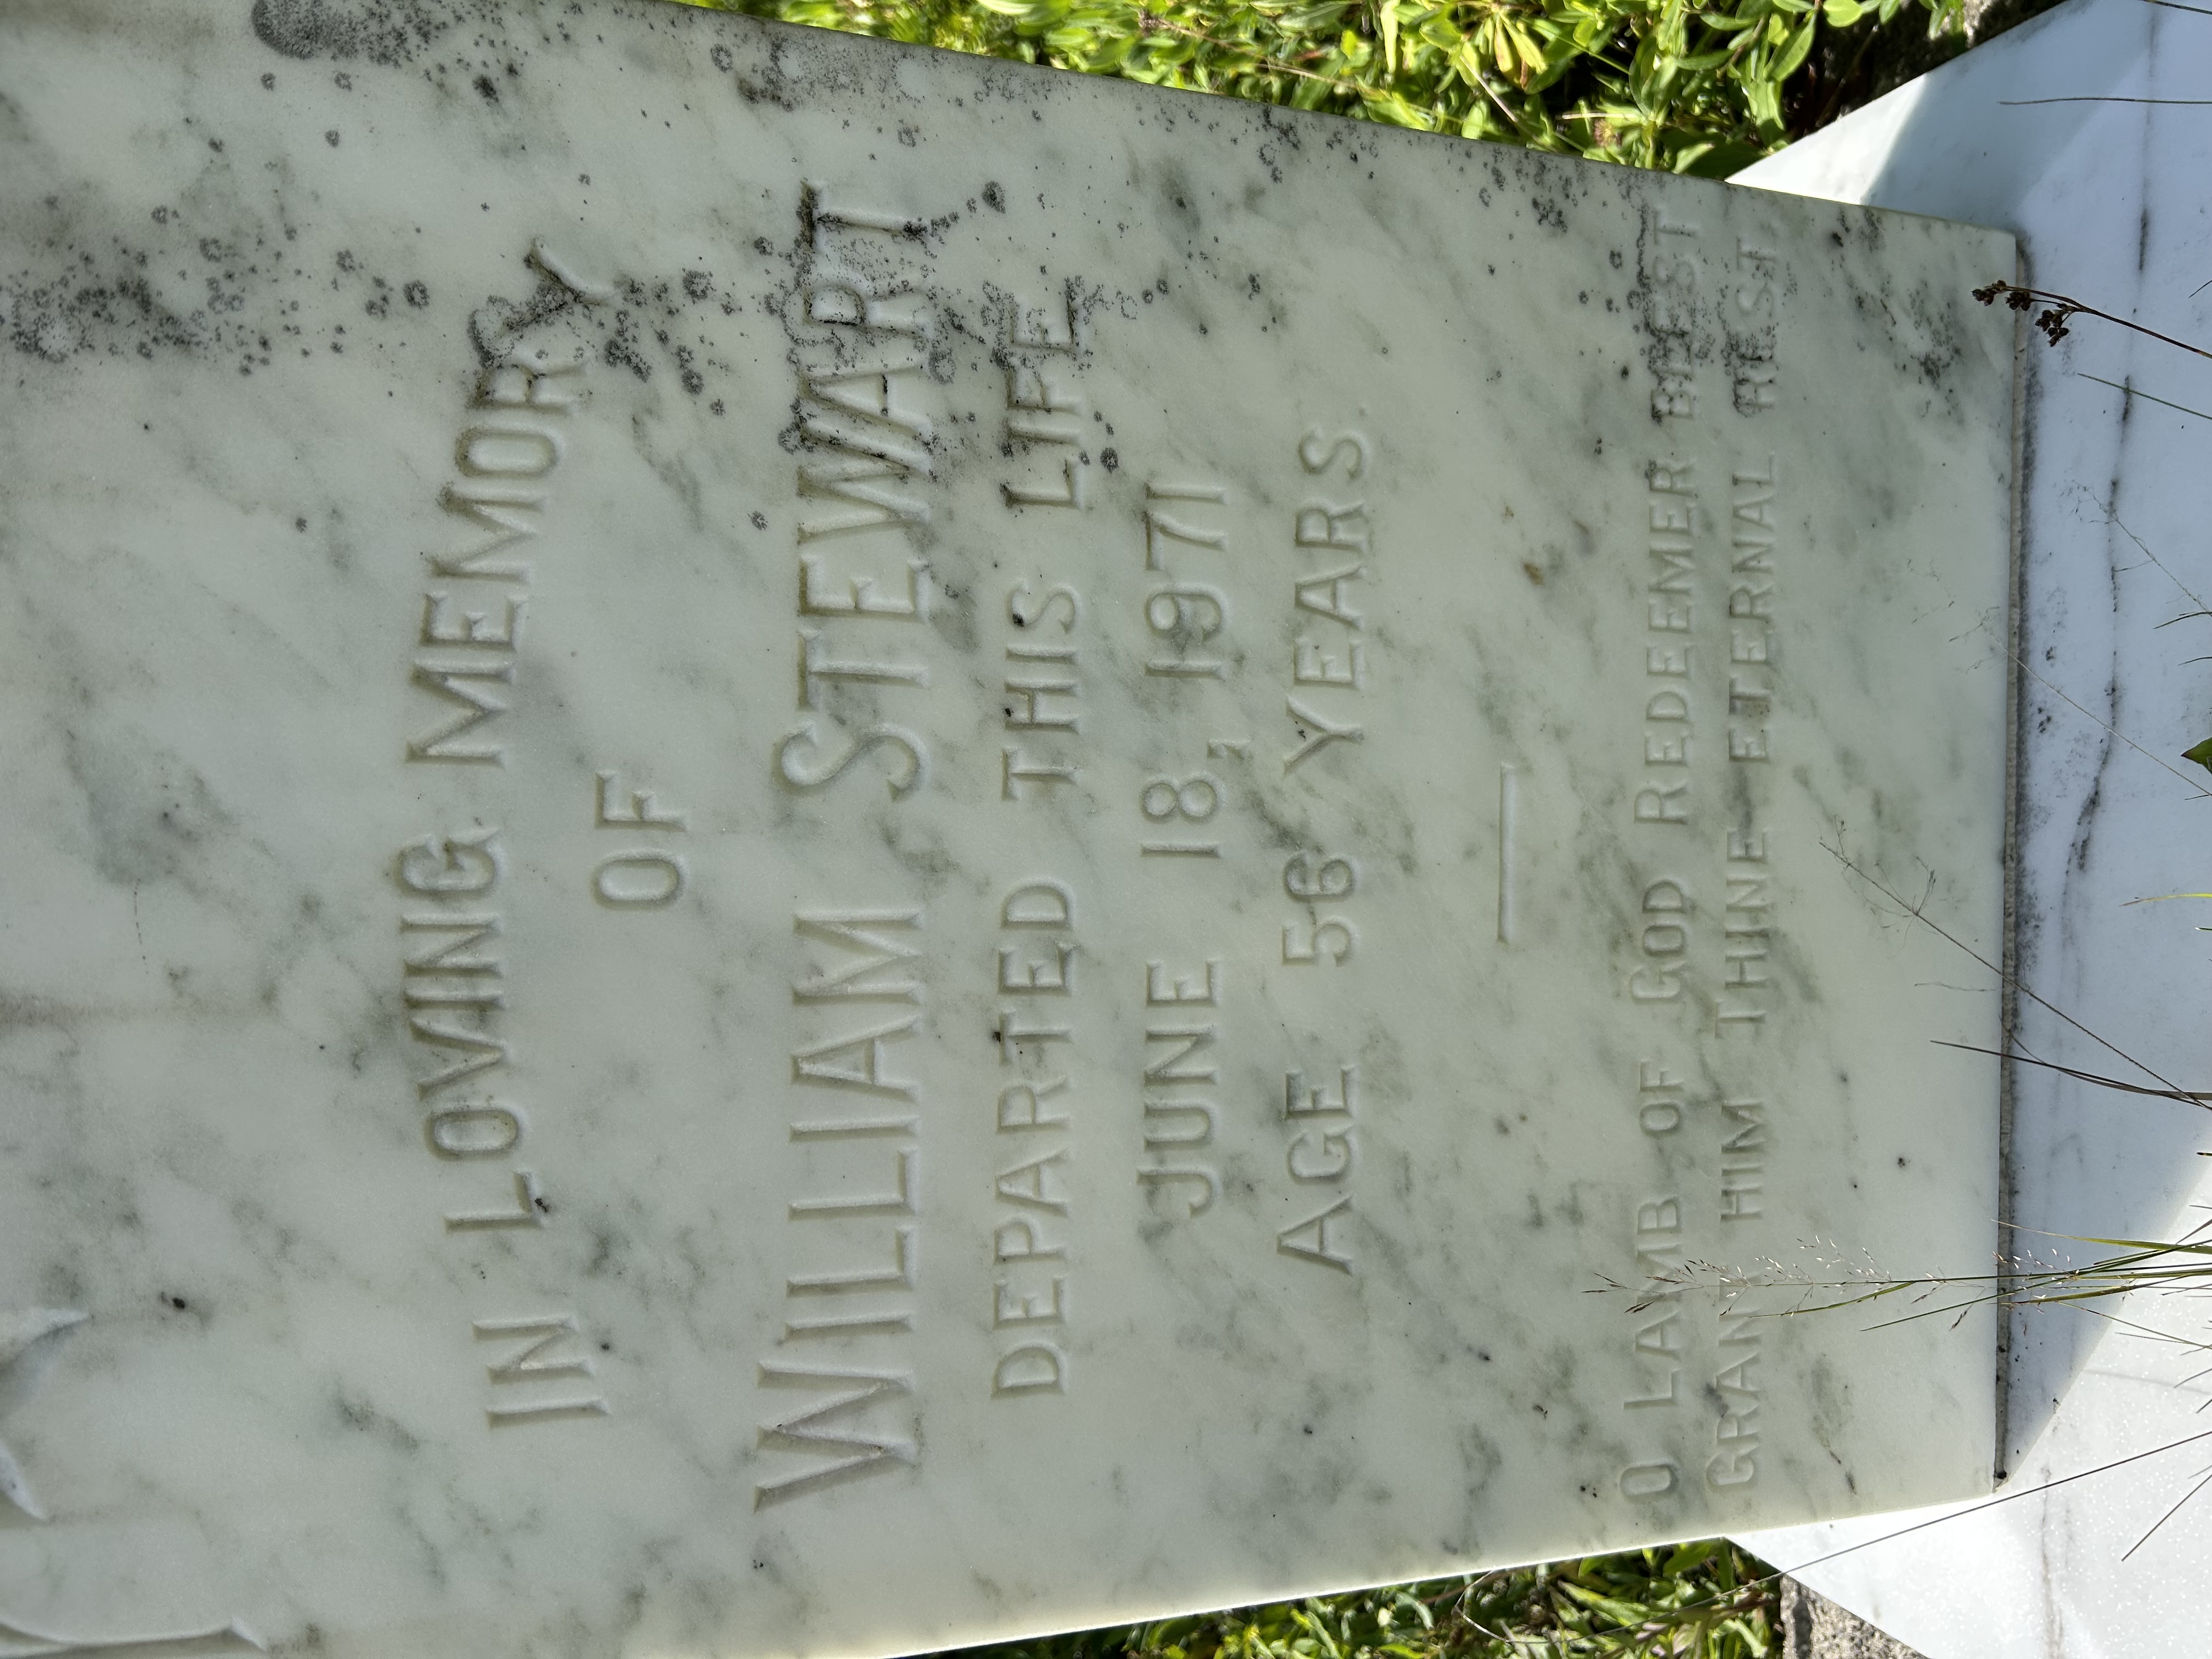 IN LOVING MEMORY
OF
WILLIAM STEWART
DEPARTED THIS LIFE
JUNE 18, 1971
AGE 56 YEARS.
O LAMB OF GOD REDEEMER BLEST
GRANT HIM THINE ETERNAL REST